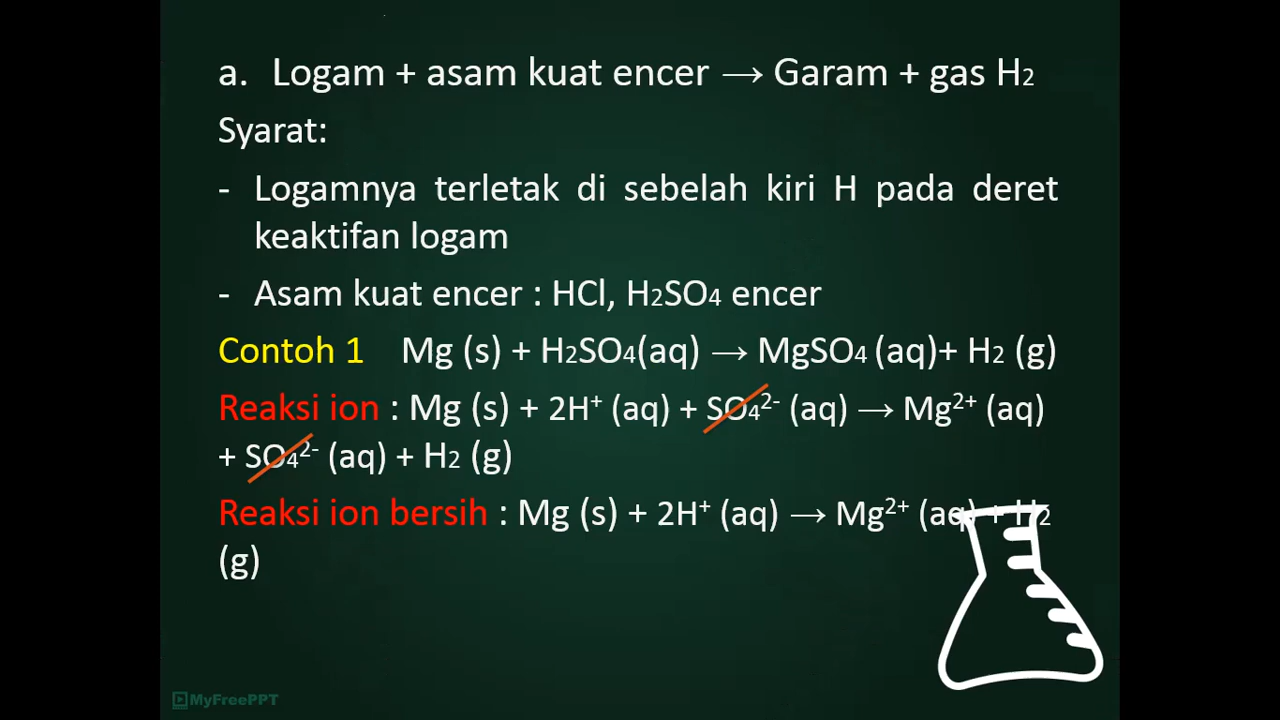 a. Logam + asam kuat encer → Garam + gas H₂
Syarat:
- Logamnya terletak di sebelah kiri H pada deret
keaktifan logam
- Asam kuat encer : HCl, H₂SO₄ encer
Contoh 1 Mg (s) + H₂SO₄(aq) → MgSO₄ (aq)+ H₂ (g)
Reaksi ion : Mg (s) + 2H⁺ (aq) + SO₄²⁻ (aq) → Mg²⁺ (aq)
+ SO₄²⁻ (aq) + H₂ (g)
Reaksi ion bersih : Mg (s) + 2H⁺ (aq) → Mg²⁺ (aq) + H₂
(g)
MyFreePPT